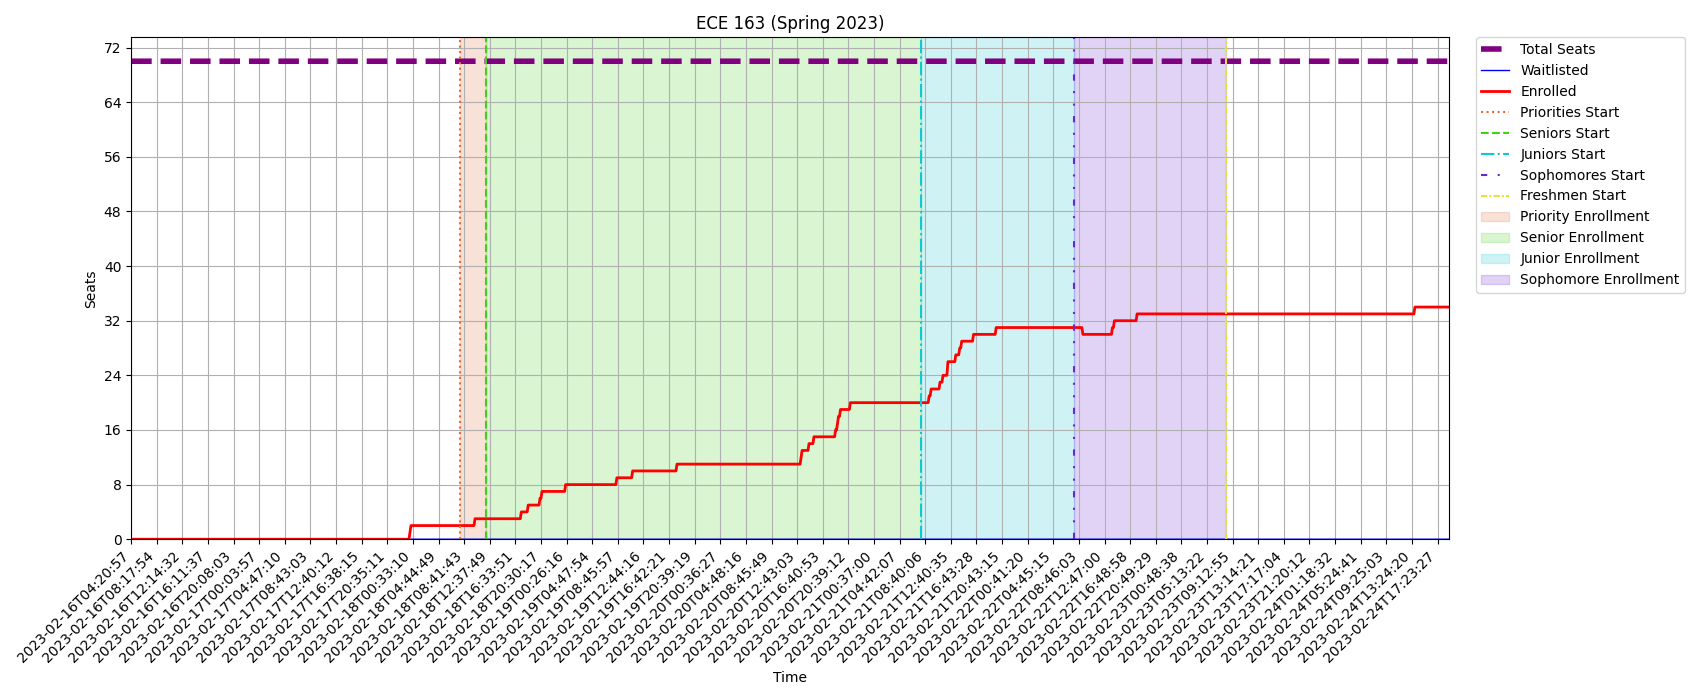 ECE 163 (Spring 2023)
72
64
56
48
40
32
24
16
8
0
Seats
2023-02-16T04:20:57
2023-02-16T08:17:54
2023-02-16T12:14:32
2023-02-16T16:11:37
2023-02-16T20:08:03
2023-02-17T00:03:57
2023-02-17T04:47:10
2023-02-17T08:43:03
2023-02-17T12:40:12
2023-02-17T16:38:15
2023-02-17T20:35:11
2023-02-18T00:33:10
2023-02-18T04:44:49
2023-02-18T08:41:43
2023-02-18T12:37:49
2023-02-18T16:33:51
2023-02-18T20:30:17
2023-02-19T00:26:16
2023-02-19T04:47:54
2023-02-19T08:45:57
2023-02-19T12:44:16
2023-02-19T16:42:21
2023-02-19T20:39:19
2023-02-20T00:36:27
2023-02-20T04:48:16
2023-02-20T08:45:49
2023-02-20T12:43:03
2023-02-20T16:40:53
2023-02-20T20:39:12
2023-02-21T00:37:00
2023-02-21T04:42:07
2023-02-21T08:40:06
2023-02-21T12:40:35
2023-02-21T16:43:28
2023-02-21T20:43:15
2023-02-22T00:41:20
2023-02-22T04:45:15
2023-02-22T08:46:03
2023-02-22T12:47:00
2023-02-22T16:48:58
2023-02-22T20:49:29
2023-02-23T00:48:38
2023-02-23T05:13:22
2023-02-23T09:12:55
2023-02-23T13:14:21
2023-02-23T17:17:04
2023-02-23T21:20:12
2023-02-24T01:18:32
2023-02-24T05:24:41
2023-02-24T09:25:03
2023-02-24T13:24:20
2023-02-24T17:23:27
Time
Total Seats
Waitlisted
Enrolled
Priorities Start
Seniors Start
Juniors Start
Sophomores Start
Freshmen Start
Priority Enrollment
Senior Enrollment
Junior Enrollment
Sophomore Enrollment